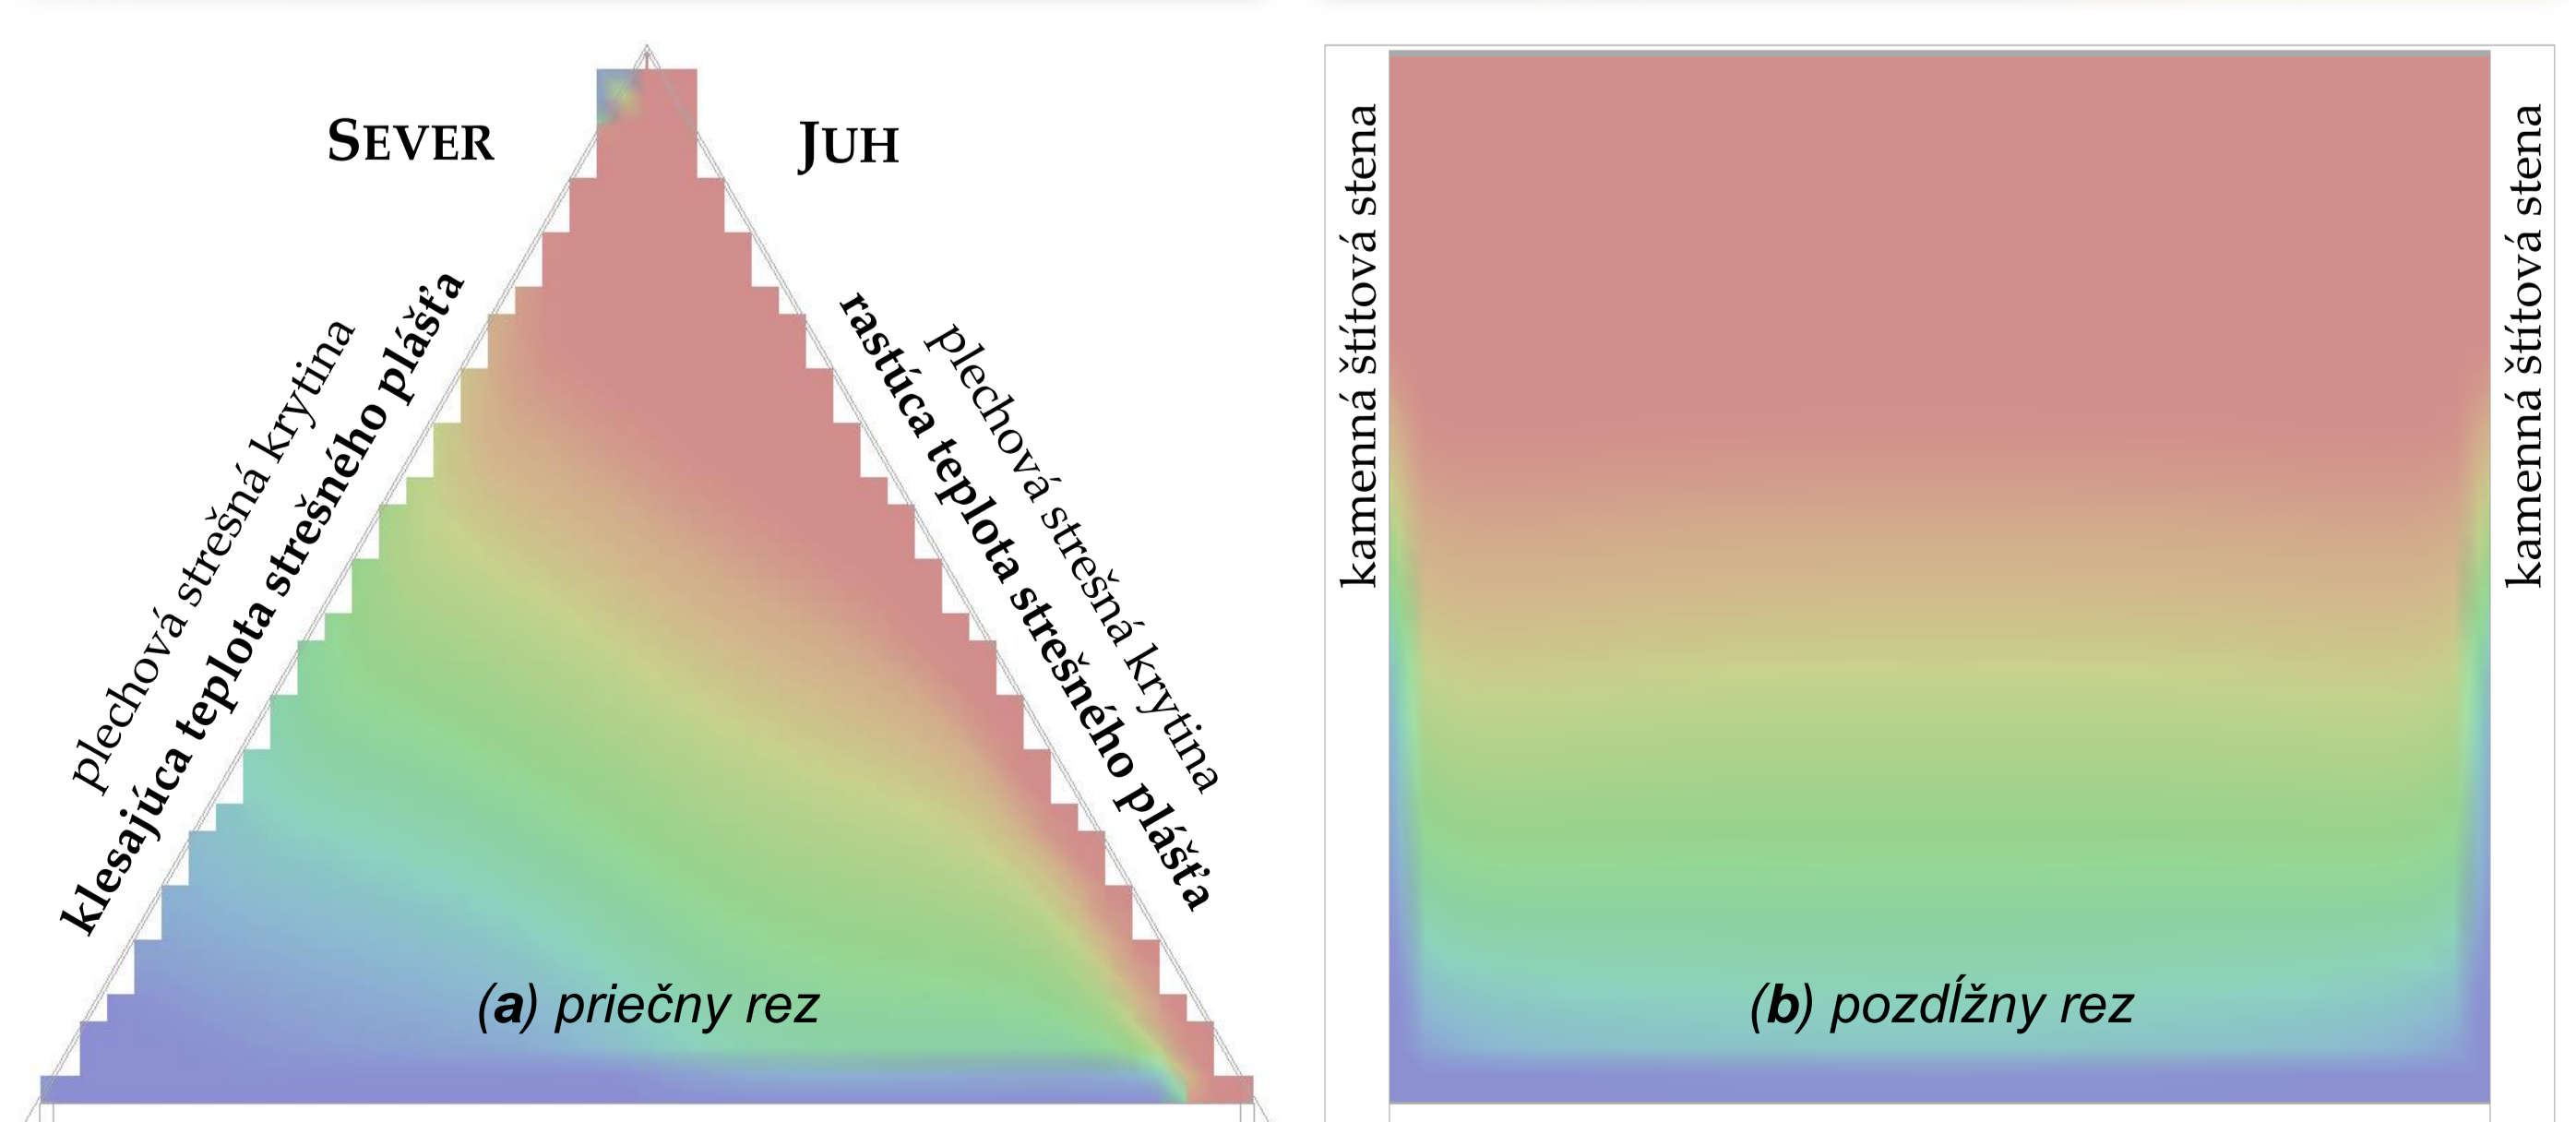 SEVER
JUH
plechová strešná krytina
klesajúca teplota strešného plášťa
rastúca teplota strešného plášťa
plechová strešná krytina
(a) priečny rez
kamenná štítová stena
kamenná štítová stena
(b) pozdĺžny rez